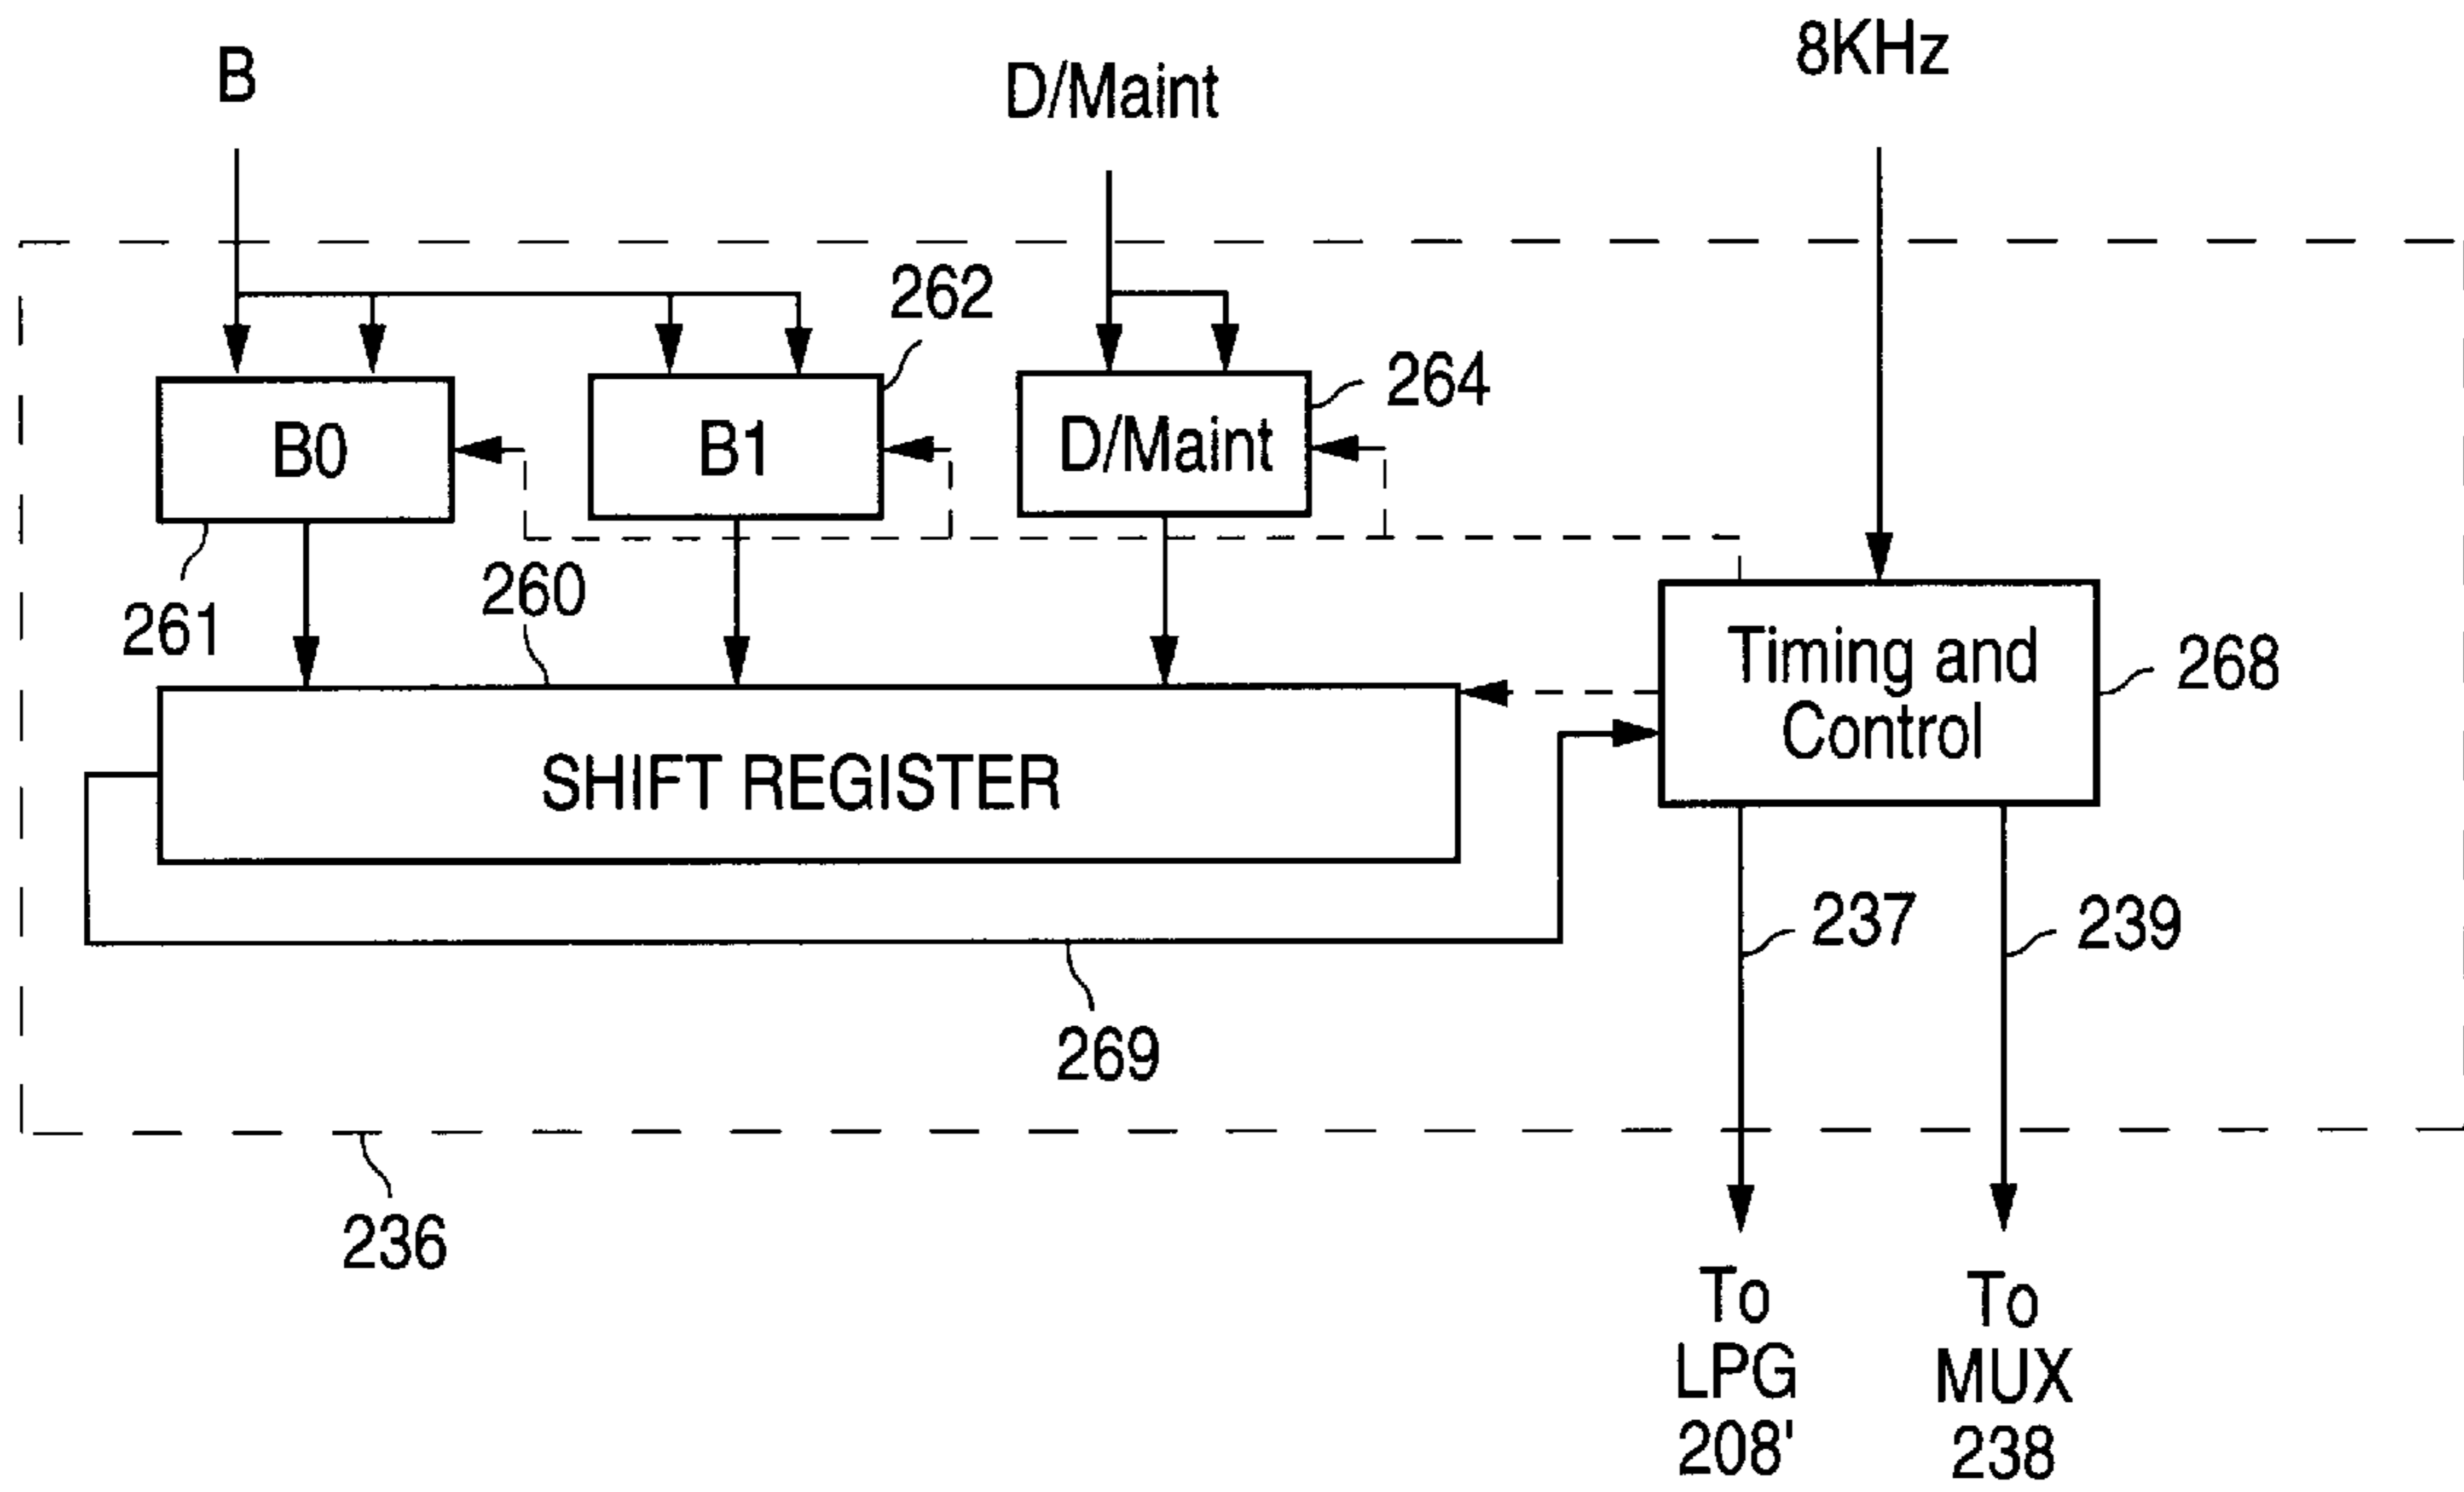 B
D/Maint
8KHz
262
264
B0
B1
D/Maint
261
260
Timing and
Control
268
SHIFT REGISTER
237
239
269
236
To
LPG
208'
To
MUX
238